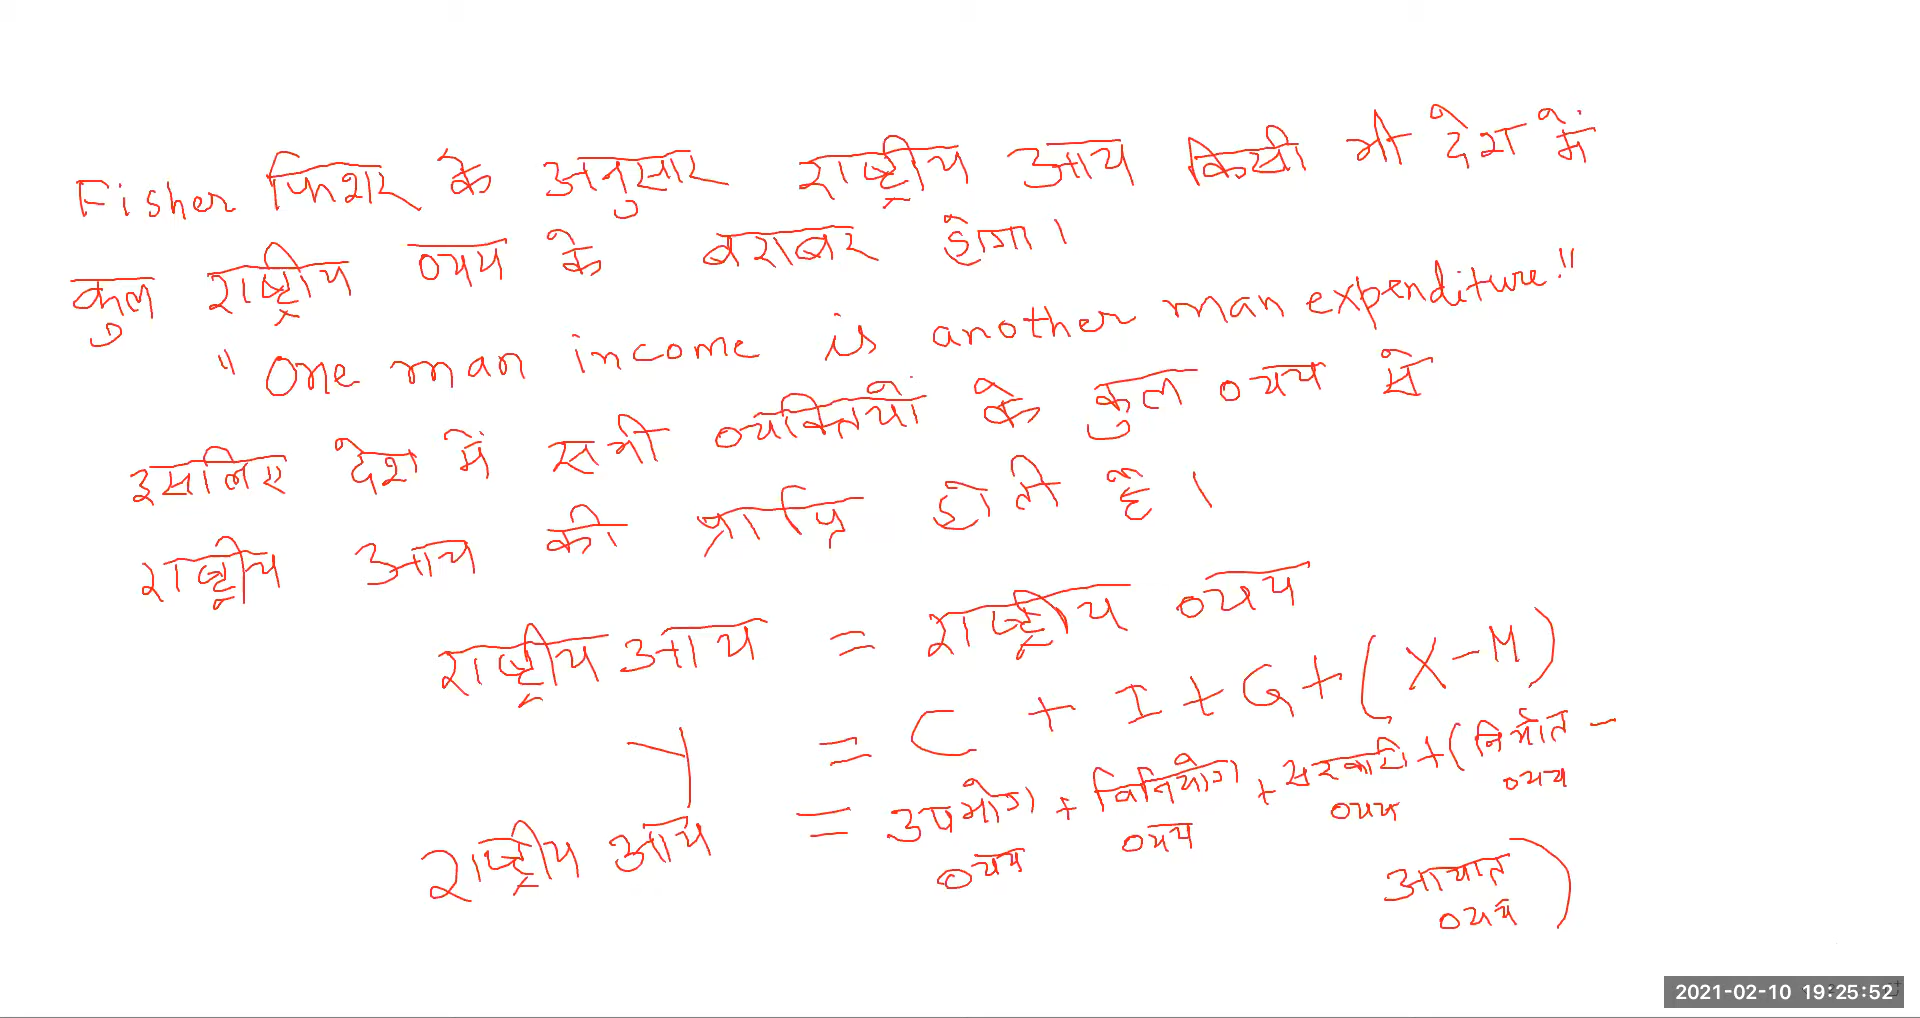 Fisher फिशर के अनुसार राष्ट्रीय आय किसी भी देश में
कुल राष्ट्रीय व्यय के बराबर होगा।
"One man income is another man expenditure."
इसलिए देश में सभी व्यक्तियों के कुल व्यय से
राष्ट्रीय आय की प्राप्ति होती है।
राष्ट्रीय आय = राष्ट्रीय व्यय
Y = C + I + G + (X - M)
राष्ट्रीय आय = उपभोग + विनियोग + सरकारी + (निर्यात -
व्यय व्यय व्यय व्यय
आयात
व्यय)
2021-02-10 19:25:52